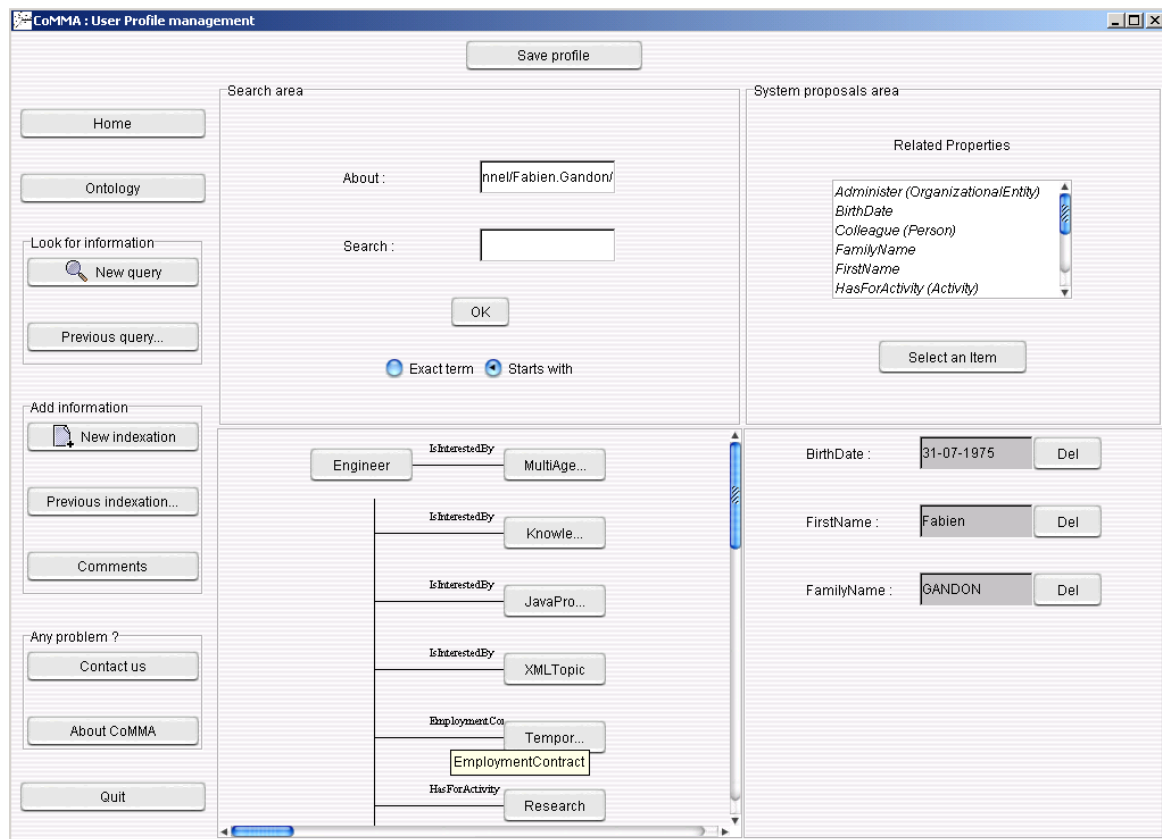 CoMMA : User Profile management
Save profile
Home
Ontology
Look for information
New query
Previous query...
Add information
New indexation
Previous indexation...
Comments
Any problem ?
Contact us
About CoMMA
Quit
Search area
About :
nnel/Fabien.Gandon/
Search :
OK
Exact term
Starts with
System proposals area
Related Properties
Administer (OrganizationalEntity)
BirthDate
Colleague (Person)
FamilyName
FirstName
HasForActivity (Activity)
Select an Item
Engineer
IsInterestedBy
MultiAge...
IsInterestedBy
Knowle...
IsInterestedBy
JavaPro...
IsInterestedBy
XMLTopic
EmploymentCo
Tempor...
EmploymentContract
HasForActivity
Research
BirthDate :
31-07-1975
Del
FirstName :
Fabien
Del
FamilyName :
GANDON
Del